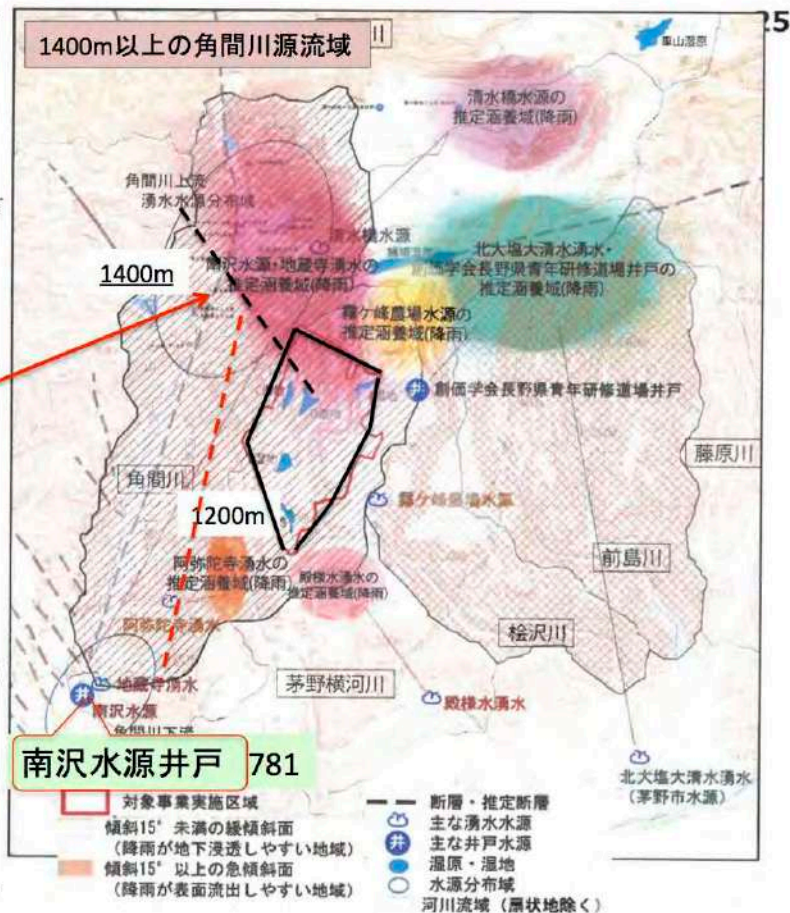 25
1400m以上の角間川源流域
川
車山湿原
清水橋水源の
推定涵養域(降雨)
角間川上流
湧水水源分布域
清水橋水源
1400m
南沢水源・地蔵寺湧水の
推定涵養域(降雨)
北大塩大清水湧水・
創価学会長野県青年研修道場井戸の
推定涵養域(降雨)
霧ケ峰農場水源の
推定涵養域(降雨)
井 創価学会長野県青年研修道場井戸
藤原川
角間川
霧ケ峰農場水源
1200m
前島川
阿弥陀寺湧水の
推定涵養域(降雨)
殿様水湧水の
推定涵養域(降雨)
阿弥陀寺湧水
桧沢川
茅野横河川
地蔵寺湧水
井
南沢水源
殿様水湧水
角間川下流
南沢水源井戸 781
北大塩大清水湧水
(茅野市水源)
対象事業実施区域
傾斜15° 未満の緩傾斜面
(降雨が地下浸透しやすい地域)
傾斜15° 以上の急傾斜面
(降雨が表面流出しやすい地域)
断層・推定断層
主な湧水水源
井 主な井戸水源
湿原・湿地
水源分布域
河川流域(扇状地除く)